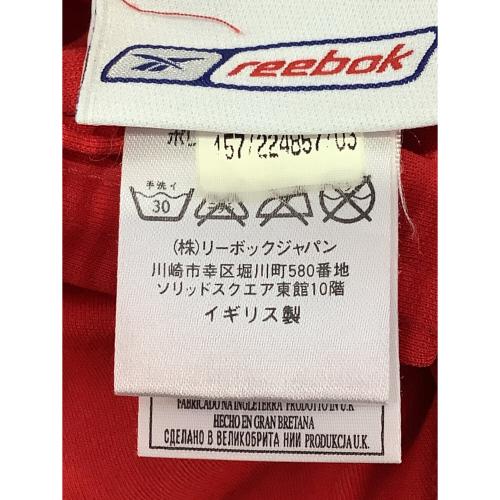 reebok
157/224857/03
手洗イ
30
(株)リーボックジャパン
川崎市幸区堀川町580番地
ソリッドスクエア東館10階
イギリス製
FABRICADO NA INGLETERRA PRODOTTO IN U.K.
HECHO EN GRAN BRETANA
СДЕЛАНО В ВЕЛИКОБРИТА НИИ PRODUKCJA U.K.